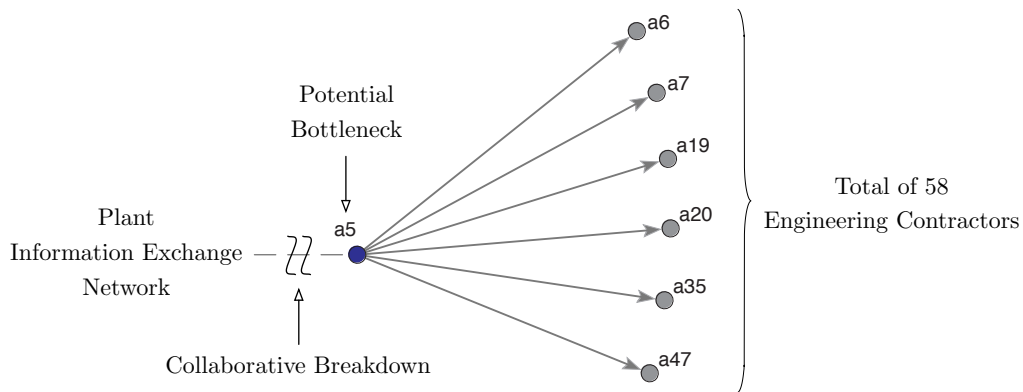 a6
a7
Potential
Bottleneck
a19
Total of 58
Engineering Contractors
a20
a5
Plant
Information Exchange
Network
a35
Collaborative Breakdown
a47